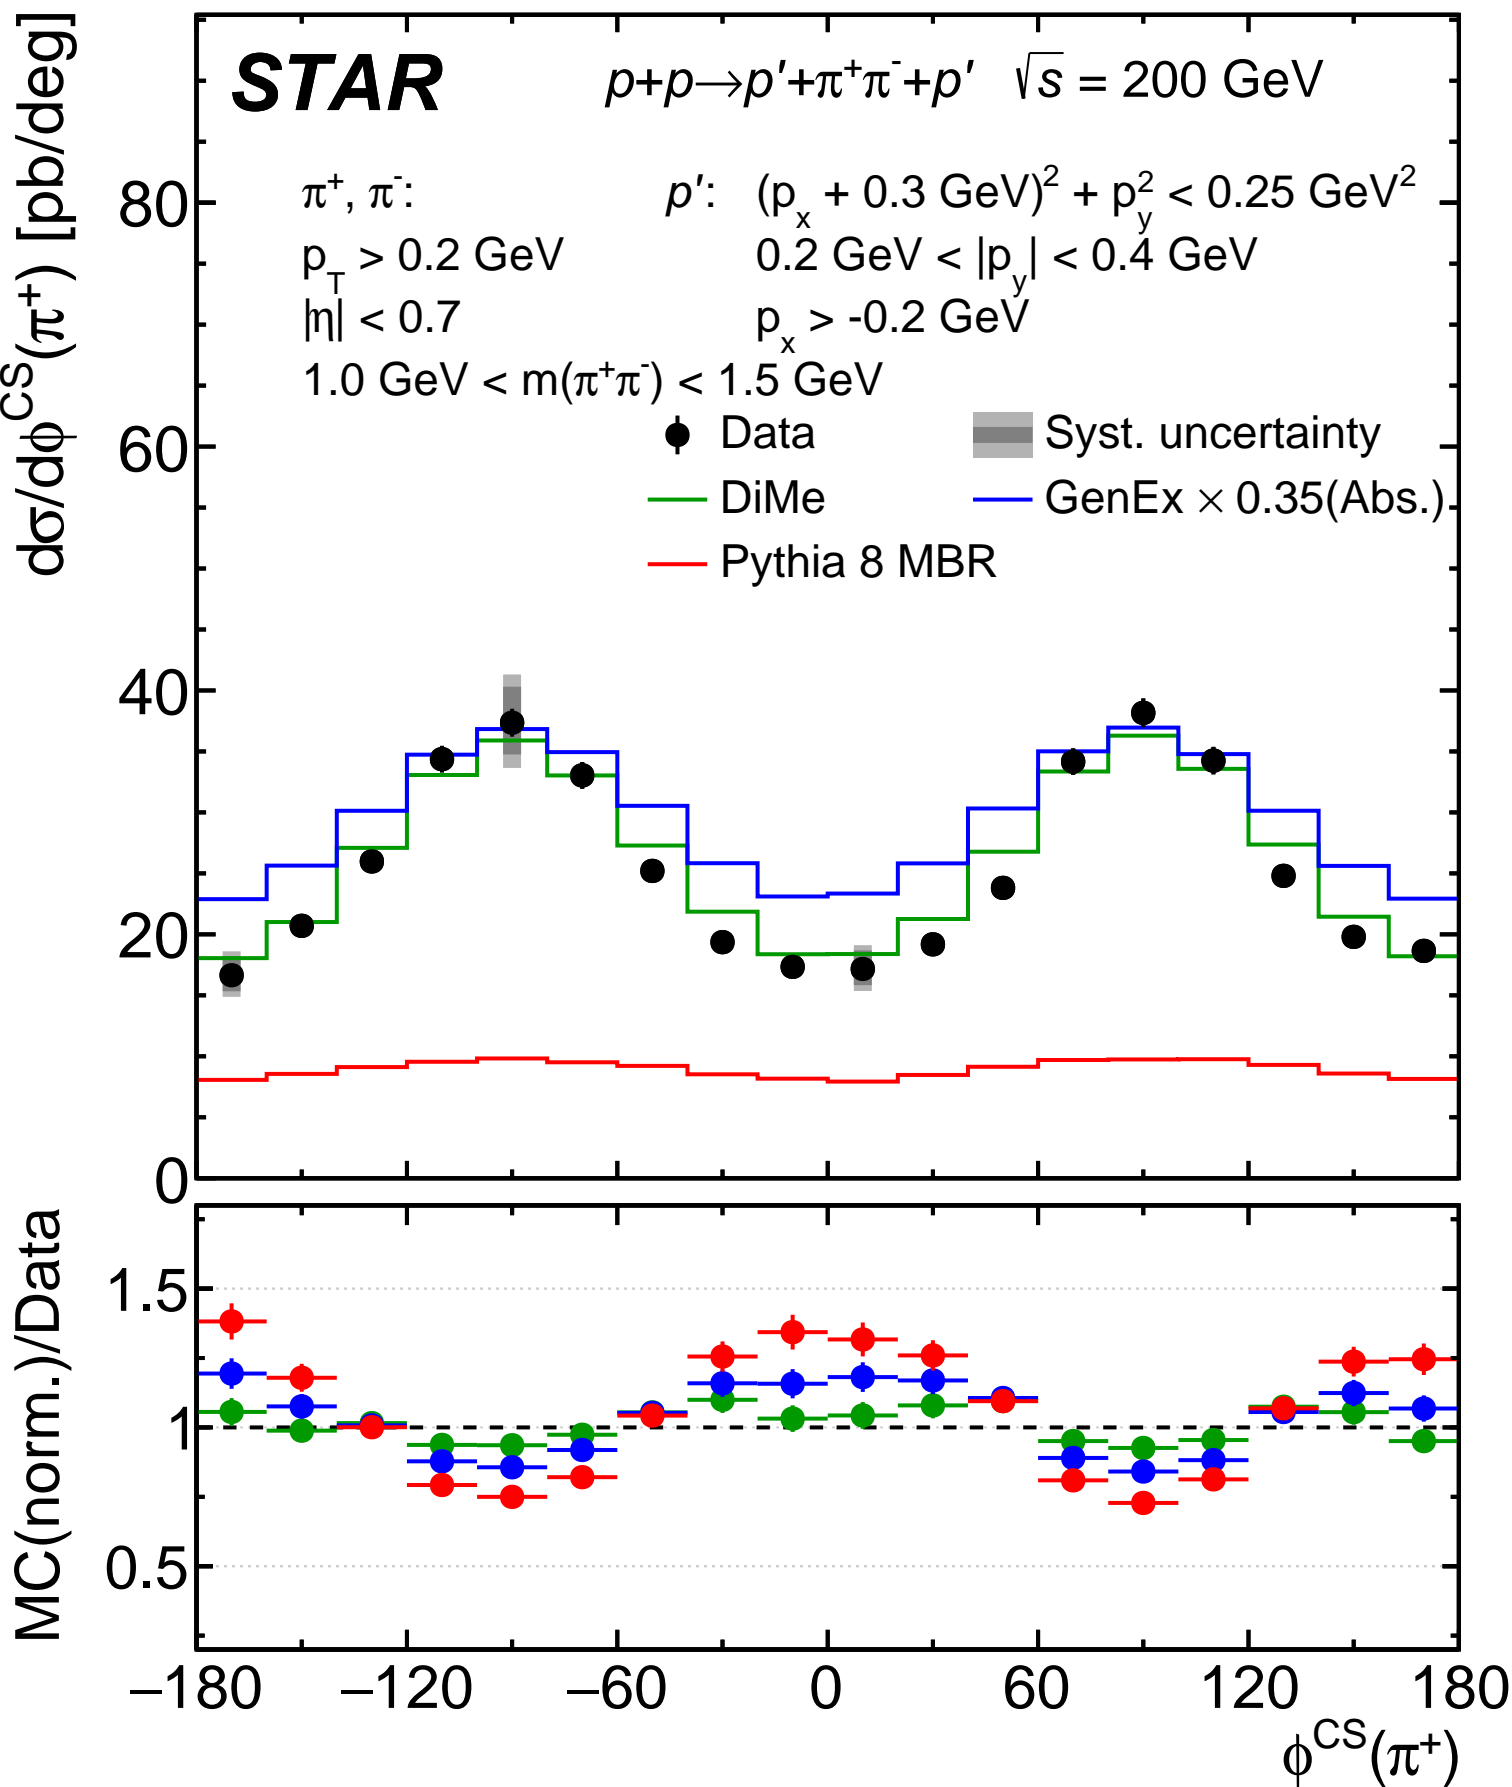 STAR p+p→p′+π⁺π⁻+p′ √s = 200 GeV
π⁺, π⁻: p′: (pₓ + 0.3 GeV)² + p_y² < 0.25 GeV²
p_T > 0.2 GeV 0.2 GeV < |p_y| < 0.4 GeV
|η| < 0.7 pₓ > -0.2 GeV
1.0 GeV < m(π⁺π⁻) < 1.5 GeV
Data Syst. uncertainty
DiMe GenEx × 0.35(Abs.)
Pythia 8 MBR
dσ/dϕ^CS(π⁺) [pb/deg]
80
60
40
20
0
MC(norm.)/Data
1.5
1
0.5
−180 −120 −60 0 60 120 180
ϕ^CS(π⁺)